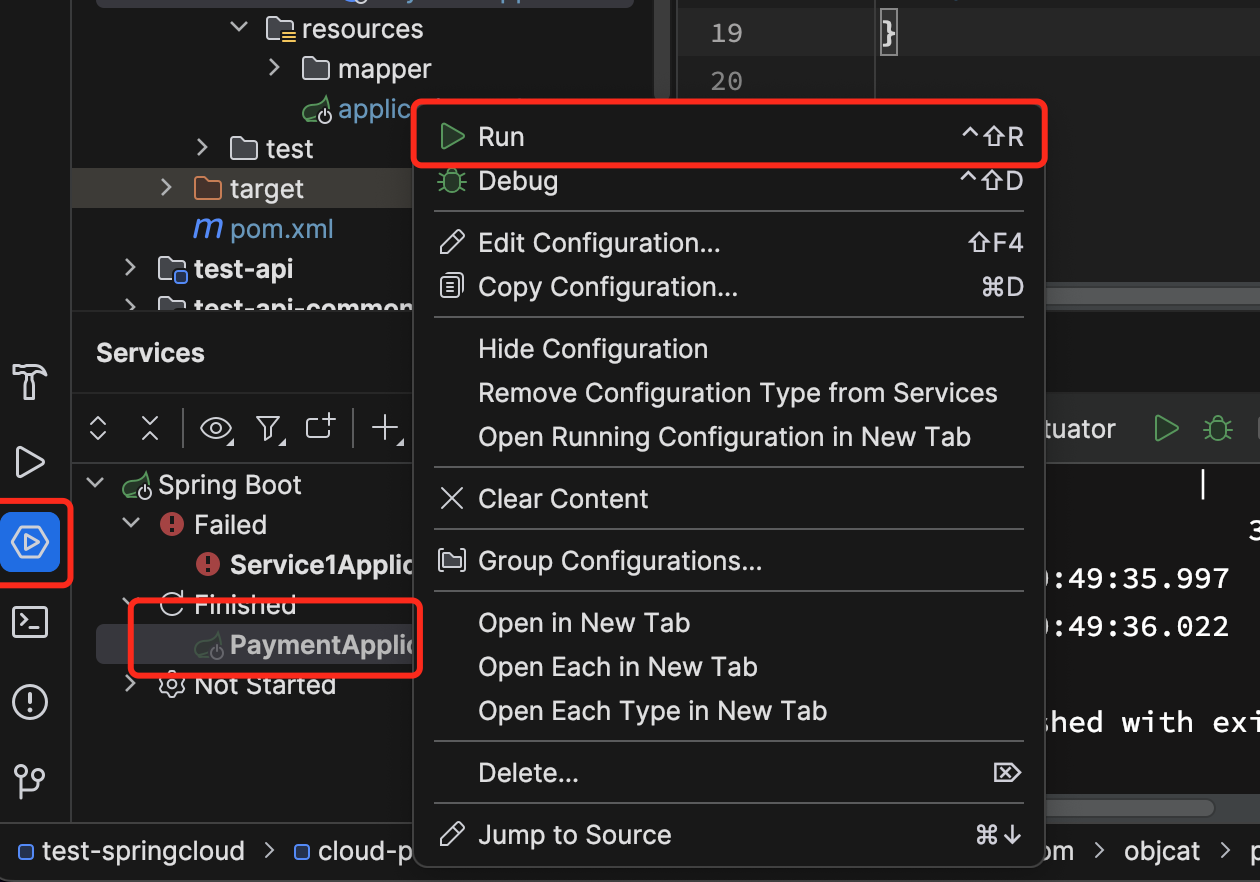 resources
19
}
mapper
20
applic
Run ⌃⇧R
test
Debug ⌃⇧D
target
pom.xml
Edit Configuration... ⇧F4
test-api
Copy Configuration... ⌘D
test-api-common
Services
Hide Configuration
Remove Configuration Type from Services
Open Running Configuration in New Tab
tuator
Spring Boot
Clear Content
Failed
3
Service1Applic
Group Configurations...
:49:35.997
Finished
Open in New Tab
:49:36.022
PaymentApplic
Open Each in New Tab
Not Started
Open Each Type in New Tab
shed with exi
Delete...
Jump to Source ⌘↓
test-springcloud > cloud-p
om > objcat > p